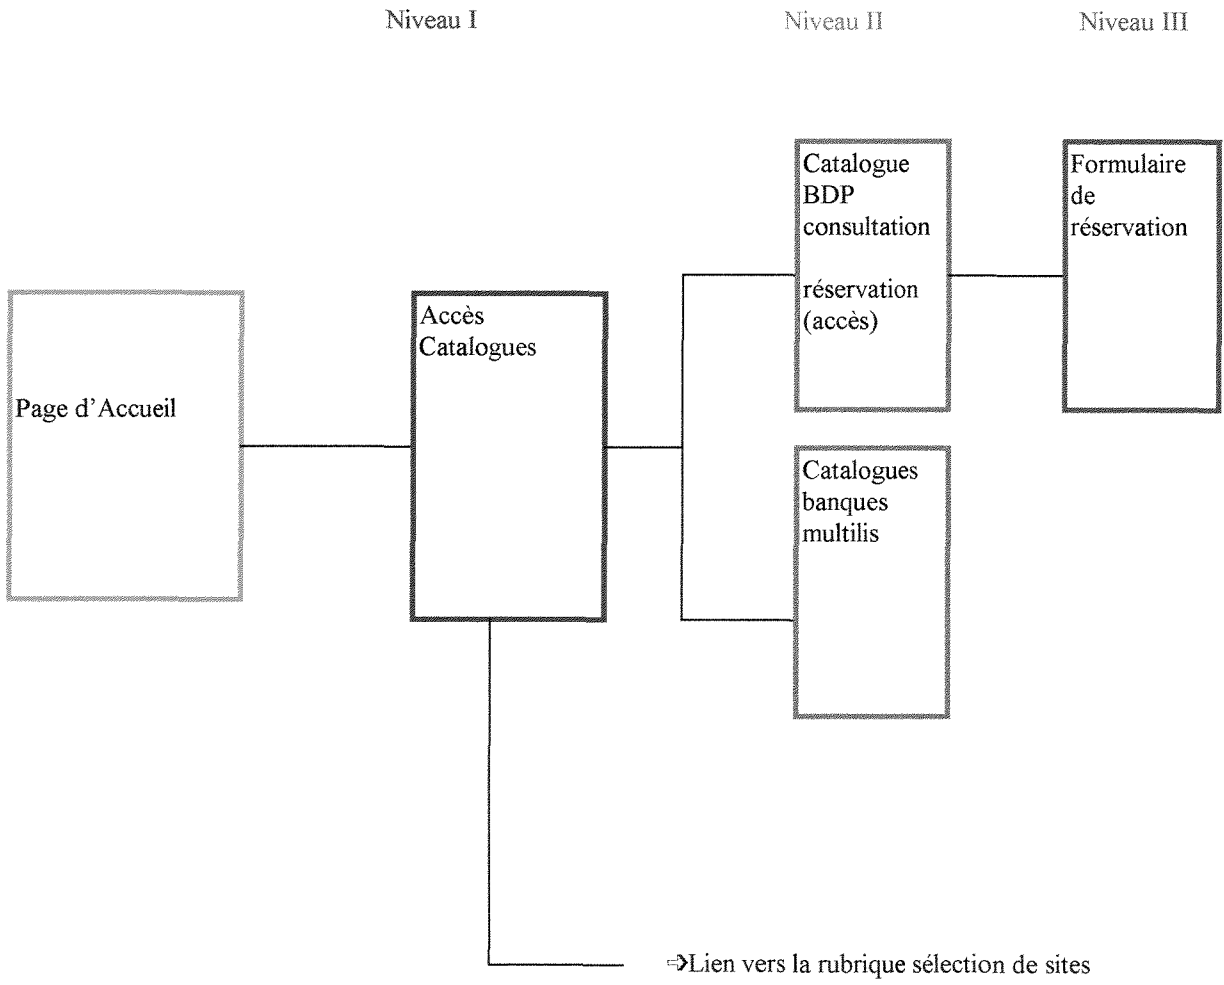 Niveau I
Niveau II
Niveau III
Page d'Accueil
Accès
Catalogues
Catalogue
BDP
consultation
réservation
(accès)
Formulaire
de
réservation
Catalogues
banques
multilis
⇨Lien vers la rubrique sélection de sites